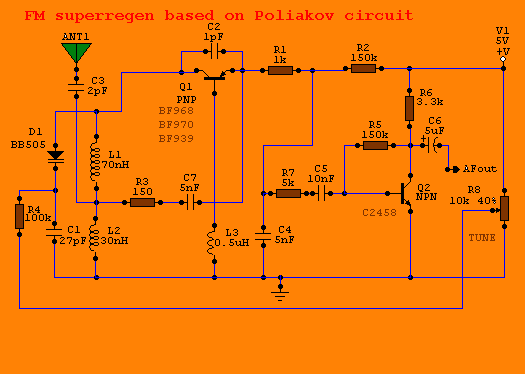 FM superregen based on Poliakov circuit
ANT1
C2
1pF
V1
5V
+V
R1
1k
R2
150k
C3
2pF
Q1
PNP
BF968
BF970
BF939
R6
3.3k
D1
BB505
R5
150k
C6
5uF
+
L1
70nH
AFout
R3
150
C7
5nF
R7
5k
C5
10nF
Q2
NPN
C2458
R8
10k 40%
R4
100k
C1
27pF
L2
30nH
L3
0.5uH
C4
5nF
TUNE